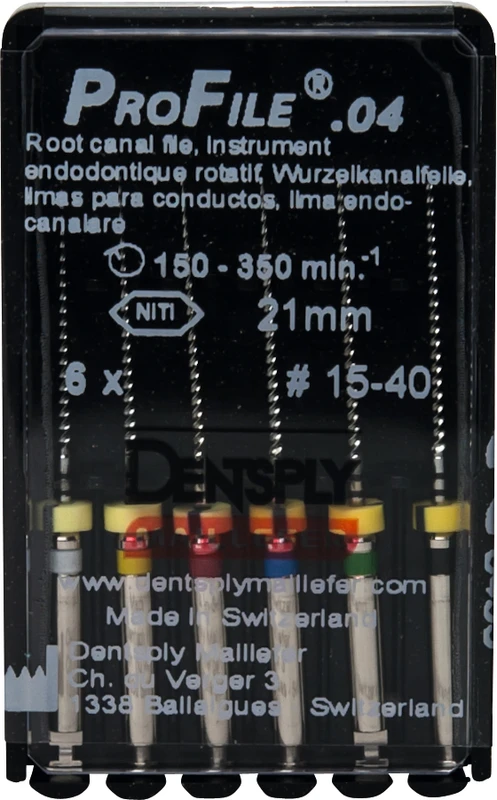 PROFILE® .04
Root canal file, Instrument
endodontique rotatif, Wurzelkanalfeile,
limas para conductos, lima endo-
canalare
150 - 350 min.-1
NITI 21mm
6 x # 15-40
DENTSPLY
MAILLEFER
www.dentsplymaillefer.com
Made in Switzerland
Dentsply Maillefer
Ch. du Verger 3
1338 Ballaigues Switzerland